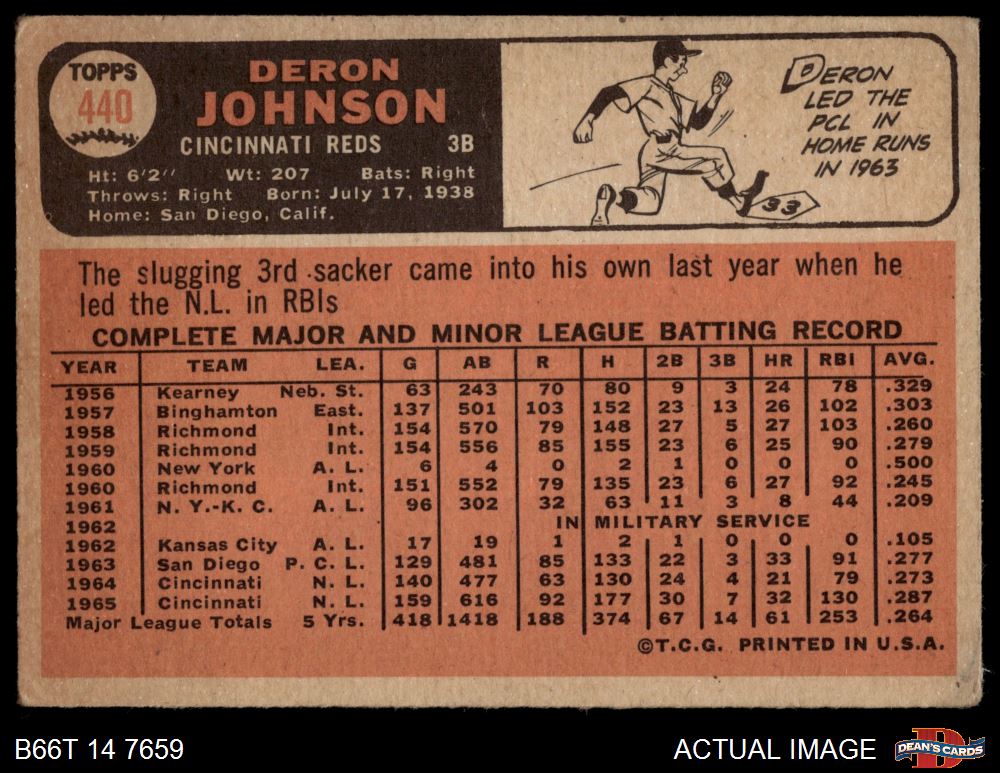 TOPPS
440
DERON
JOHNSON
CINCINNATI REDS 3B
Ht: 6'2" Wt: 207 Bats: Right
Throws: Right Born: July 17, 1938
Home: San Diego, Calif.
DERON
LED THE
PCL IN
HOME RUNS
IN 1963
33
The slugging 3rd sacker came into his own last year when he
led the N.L. in RBIs
COMPLETE MAJOR AND MINOR LEAGUE BATTING RECORD
YEAR TEAM LEA. G AB R H 2B 3B HR RBI AVG.
1956 Kearney Neb. St. 63 243 70 80 9 3 24 78 .329
1957 Binghamton East. 137 501 103 152 23 13 26 102 .303
1958 Richmond Int. 154 570 79 148 27 5 27 103 .260
1959 Richmond Int. 154 556 85 155 23 6 25 90 .279
1960 New York A. L. 6 4 0 2 1 0 0 0 .500
1960 Richmond Int. 151 552 79 135 23 6 27 92 .245
1961 N. Y.-K. C. A. L. 96 302 32 63 11 3 8 44 .209
1962 IN MILITARY SERVICE
1962 Kansas City A. L. 17 19 1 2 1 0 0 0 .105
1963 San Diego P. C. L. 129 481 85 133 22 3 33 91 .277
1964 Cincinnati N. L. 140 477 63 130 24 4 21 79 .273
1965 Cincinnati N. L. 159 616 92 177 30 7 32 130 .287
Major League Totals 5 Yrs. 418 1418 188 374 67 14 61 253 .264
©T.C.G. PRINTED IN U.S.A.
B66T 14 7659
ACTUAL IMAGE
D
DEAN'S CARDS